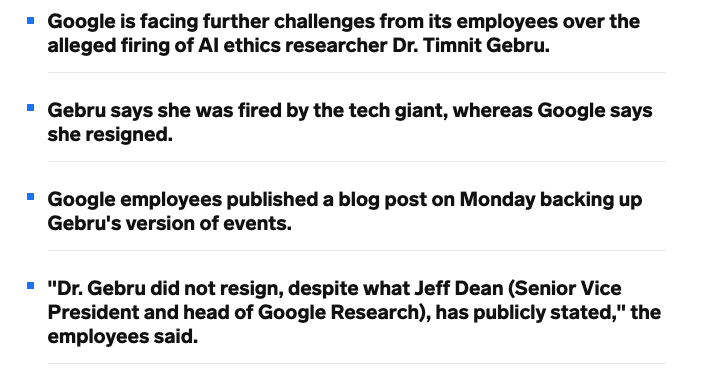 Google is facing further challenges from its employees over the
alleged firing of AI ethics researcher Dr. Timnit Gebru.
Gebru says she was fired by the tech giant, whereas Google says
she resigned.
Google employees published a blog post on Monday backing up
Gebru's version of events.
"Dr. Gebru did not resign, despite what Jeff Dean (Senior Vice
President and head of Google Research), has publicly stated," the
employees said.